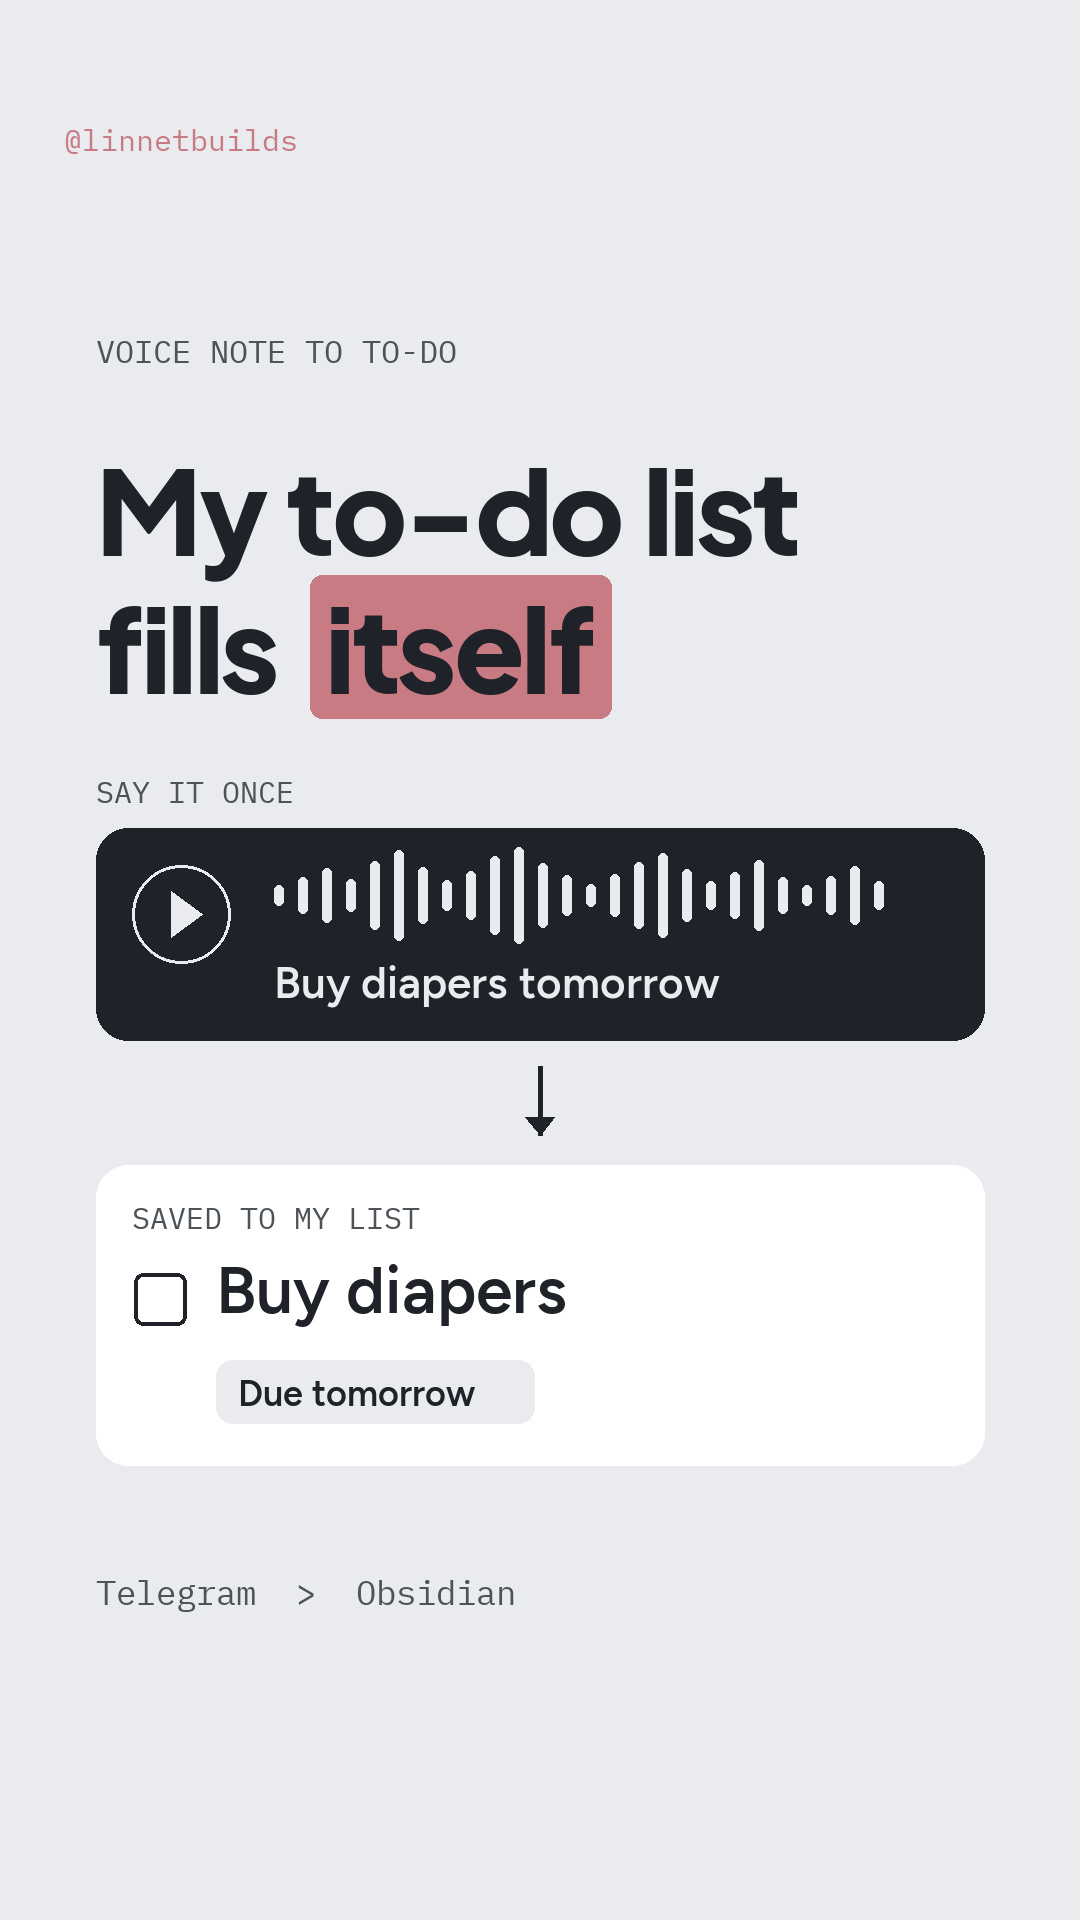 @linnetbuilds
VOICE NOTE TO TO-DO
My to-do list
fills itself
SAY IT ONCE
Buy diapers tomorrow
SAVED TO MY LIST
Buy diapers
Due tomorrow
Telegram > Obsidian